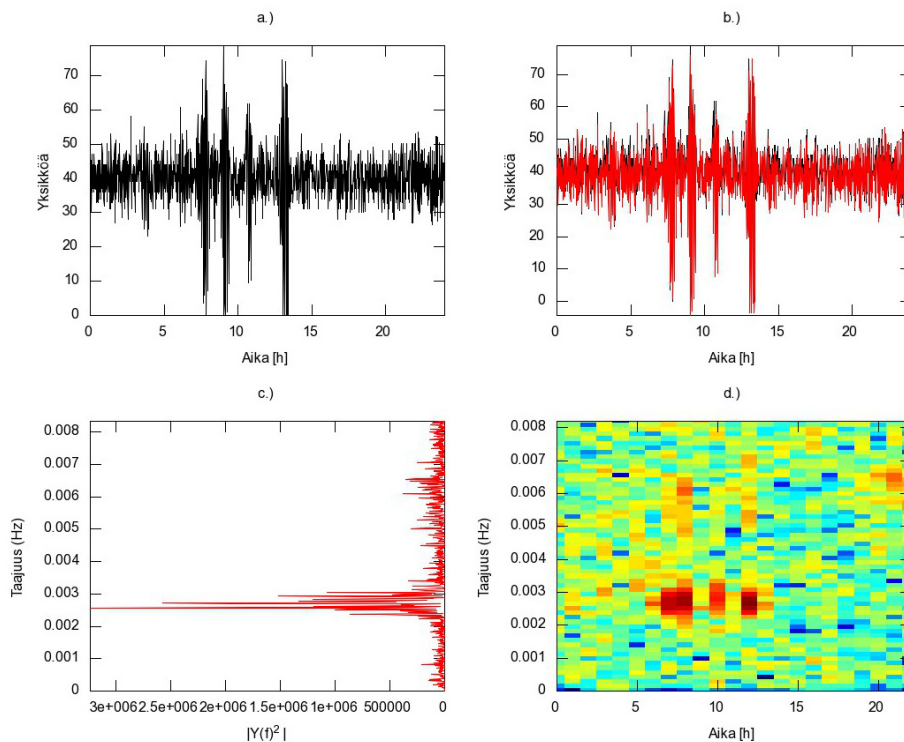 a.)
Yksikköä
70
60
50
40
30
20
10
0
0 5 10 15 20
Aika [h]
b.)
Yksikköä
70
60
50
40
30
20
10
0
0 5 10 15 20
Aika [h]
c.)
Taajuus (Hz)
0.008
0.007
0.006
0.005
0.004
0.003
0.002
0.001
0
3e+006 2.5e+006 2e+006 1.5e+006 1e+006 500000 0
|Y(f)² |
d.)
Taajuus (Hz)
0.008
0.007
0.006
0.005
0.004
0.003
0.002
0.001
0
0 5 10 15 20
Aika [h]